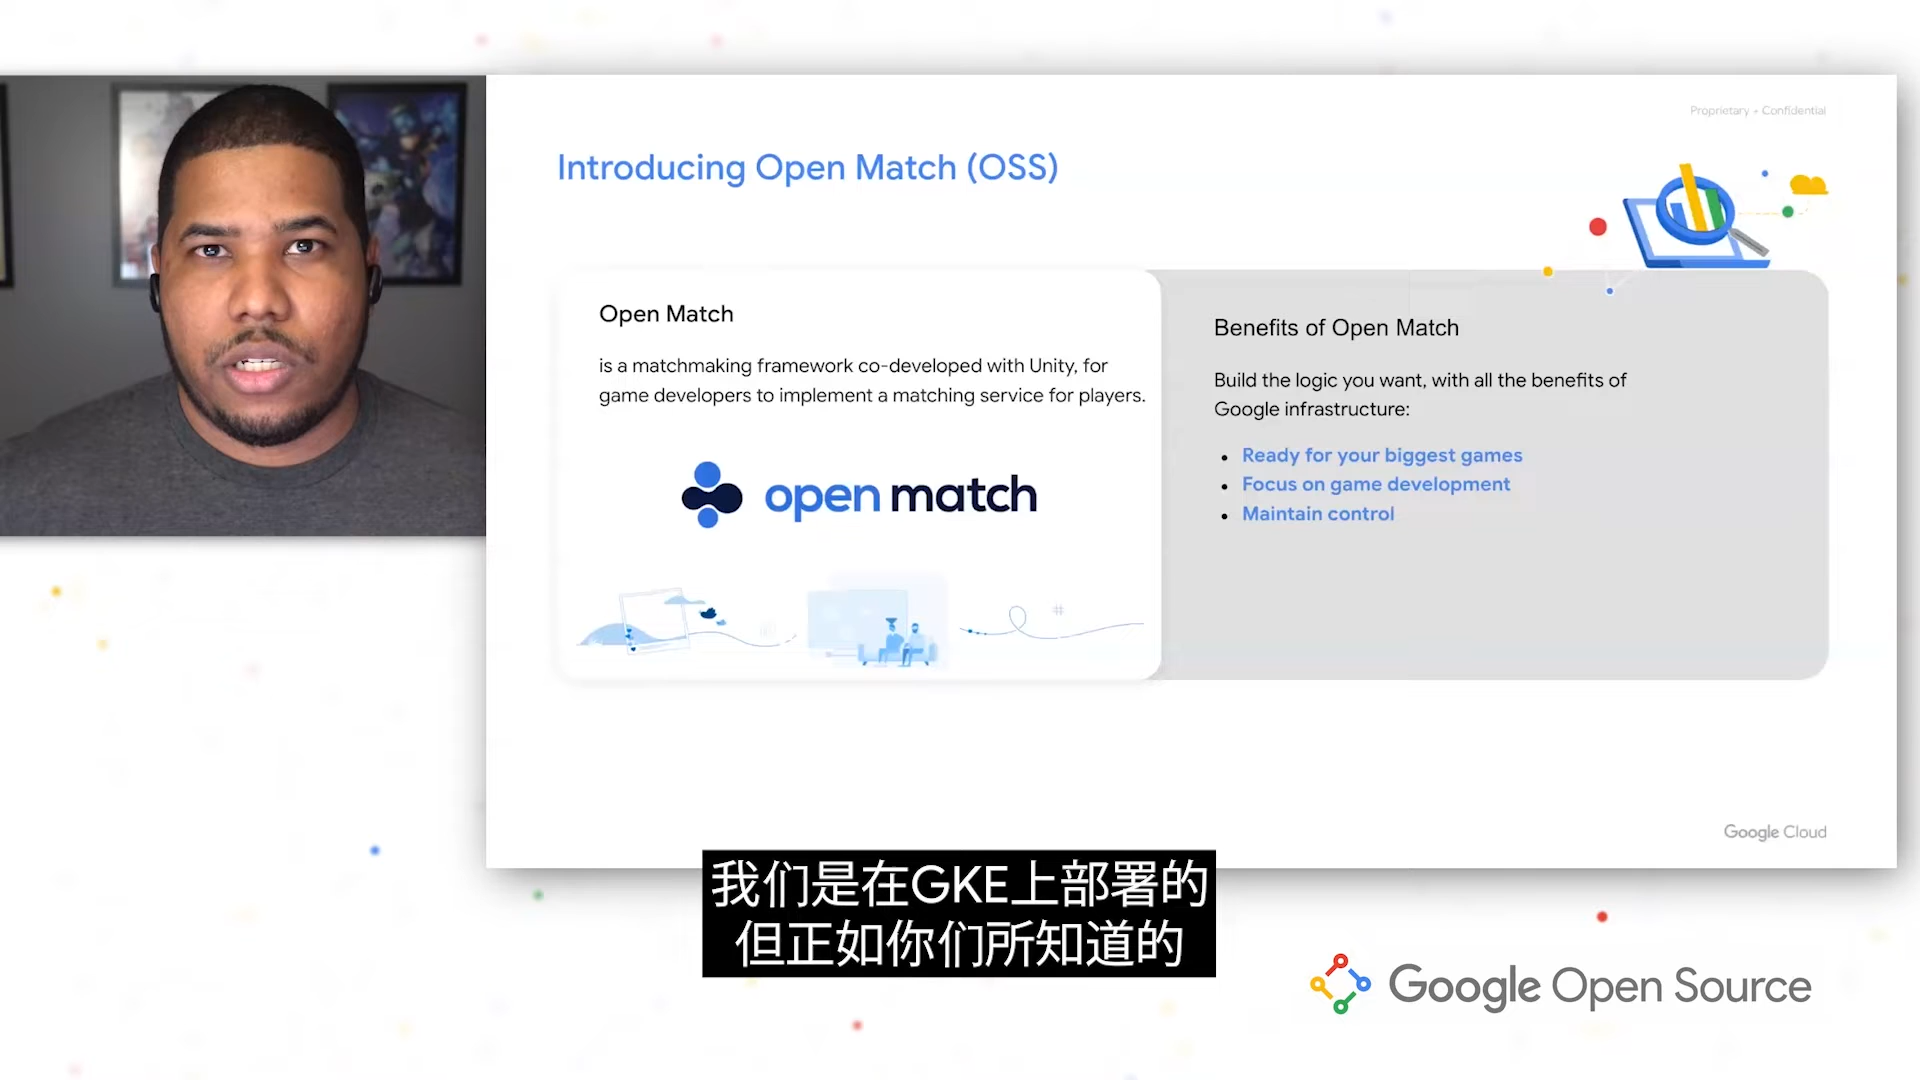 Proprietary + Confidential
Introducing Open Match (OSS)
Open Match
is a matchmaking framework co-developed with Unity, for
game developers to implement a matching service for players.
open match
#
Benefits of Open Match
Build the logic you want, with all the benefits of
Google infrastructure:
• Ready for your biggest games
• Focus on game development
• Maintain control
Google Cloud
我们是在GKE上部署的
但正如你们所知道的
Google Open Source